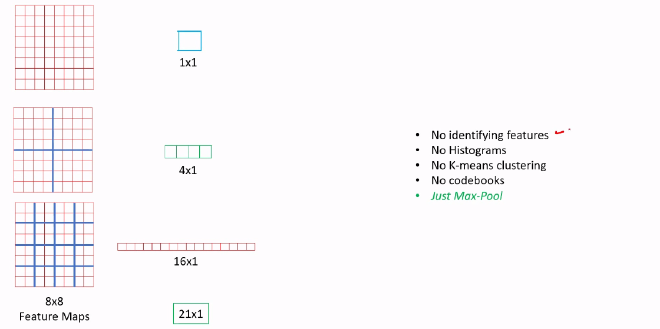 1x1
4x1
16x1
8x8
Feature Maps
21x1
No identifying features
No Histograms
No K-means clustering
No codebooks
Just Max-Pool